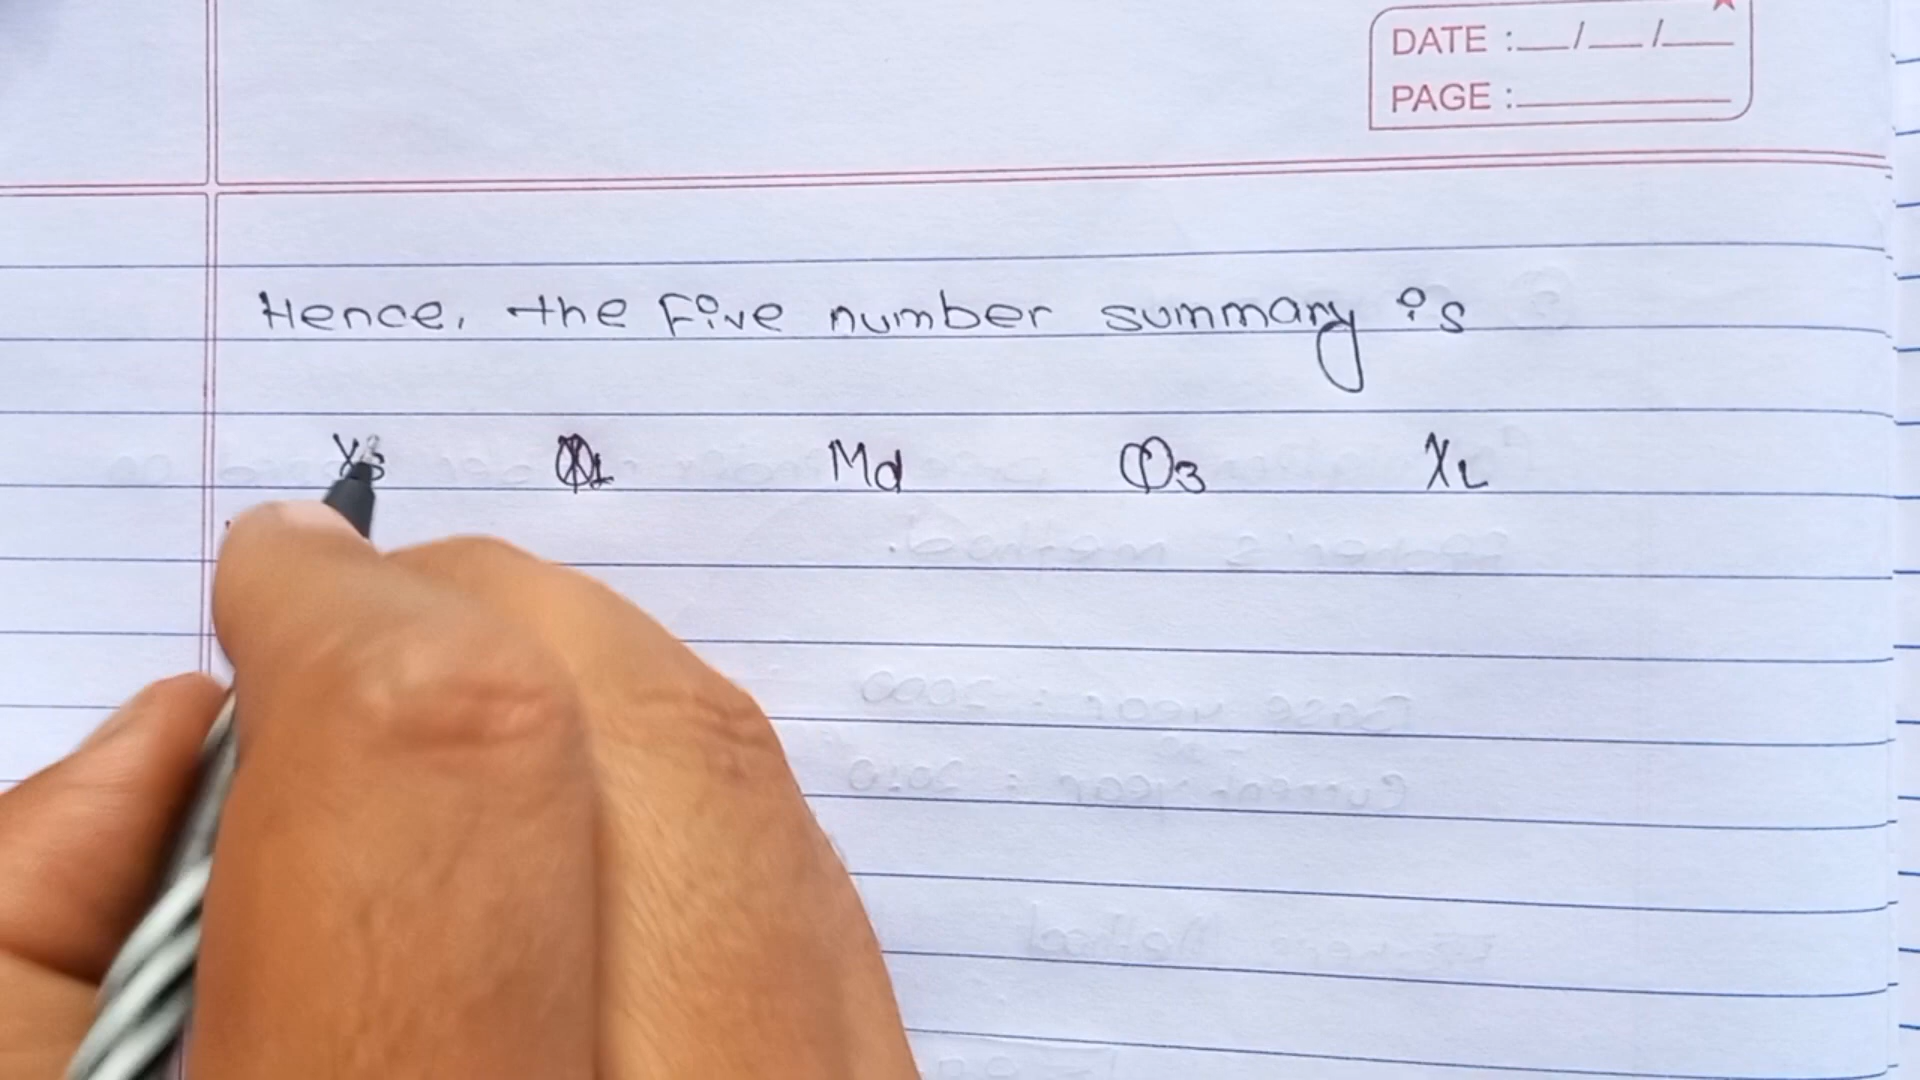 DATE :__/__/__
PAGE :______
Hence, the Five number summary is
Xs Q1 Md Q3 XL